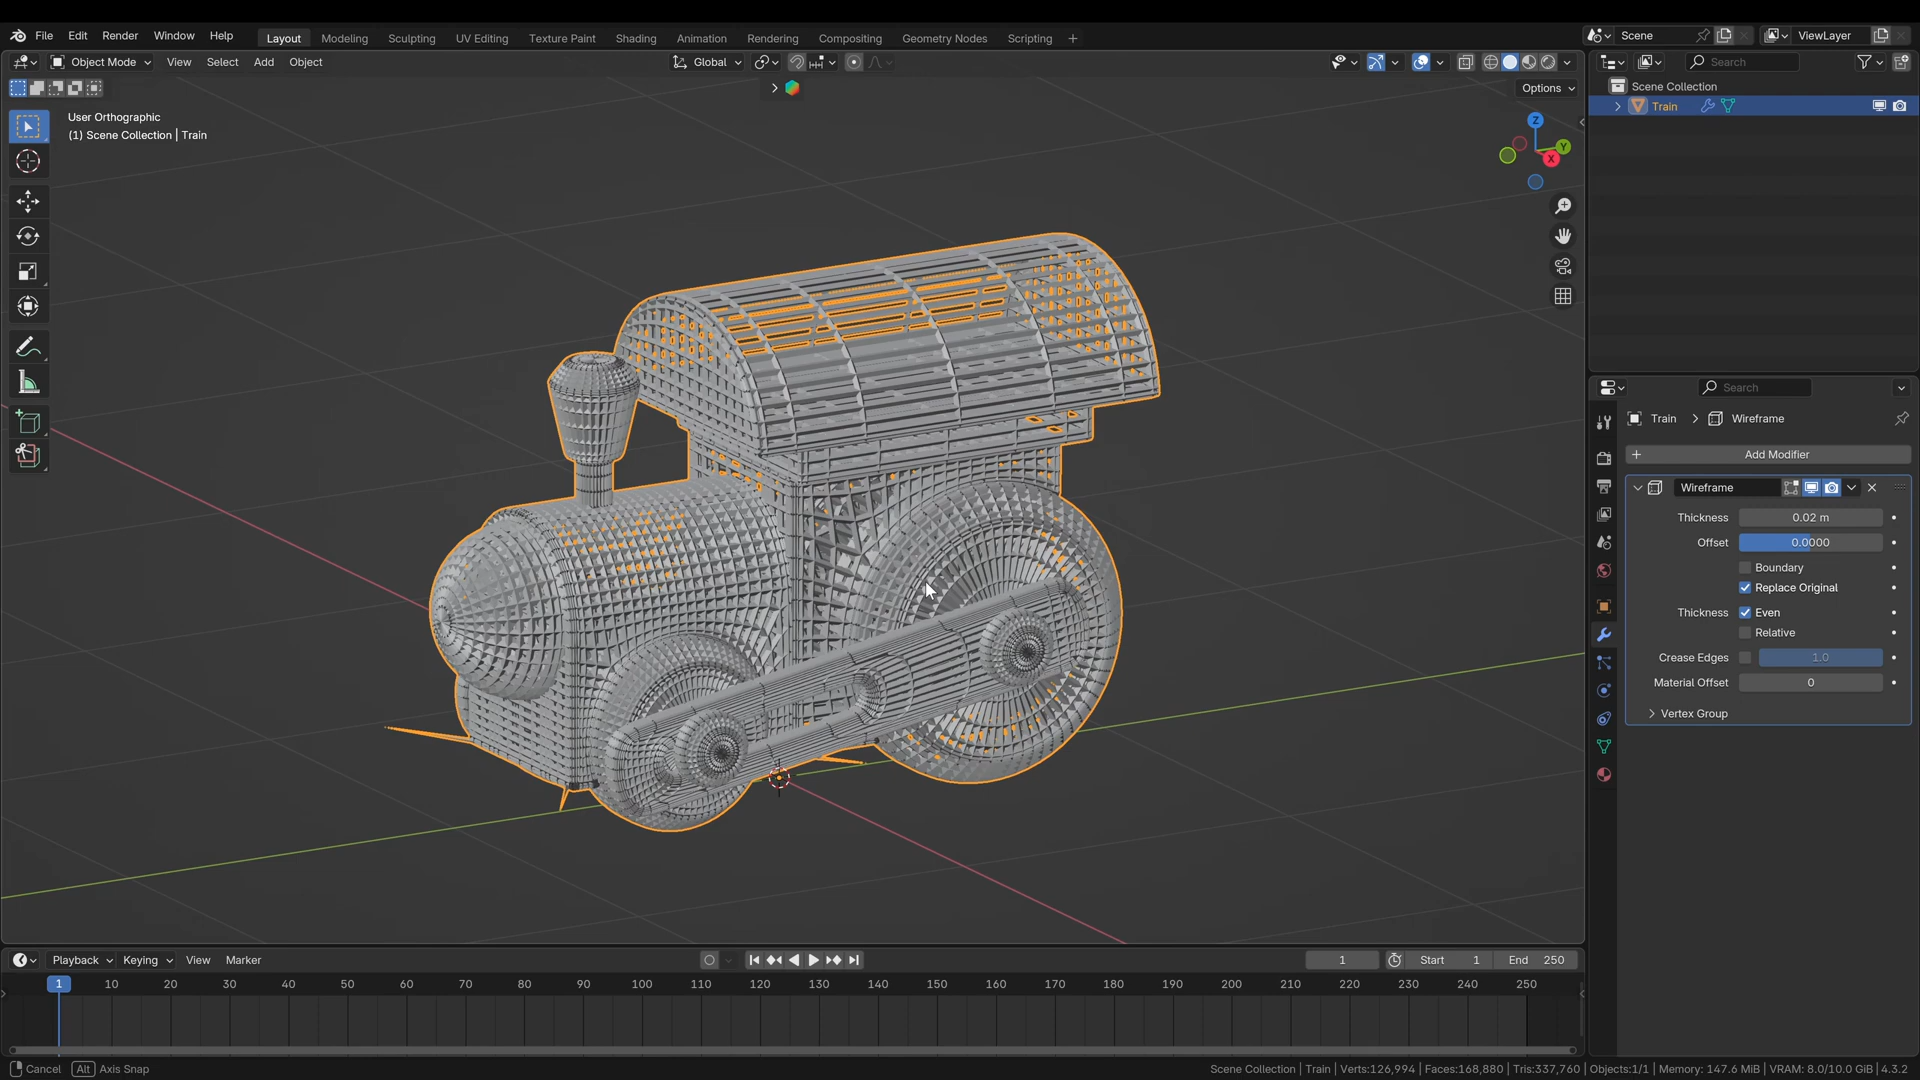 File Edit Render Window Help Layout Modeling Sculpting UV Editing Texture Paint Shading Animation Rendering Compositing Geometry Nodes Scripting + Scene ViewLayer
Object Mode View Select Add Object Global Search
Options
Scene Collection
User Orthographic
(1) Scene Collection | Train
Train
Z
Y
X
Search
Train > Wireframe
+ Add Modifier
Wireframe
Thickness 0.02 m
Offset 0.0000
Boundary
Replace Original
Thickness Even
Relative
Crease Edges 1.0
Material Offset 0
Vertex Group
Playback Keying View Marker 1 Start 1 End 250
1 10 20 30 40 50 60 70 80 90 100 110 120 130 140 150 160 170 180 190 200 210 220 230 240 250
Cancel Alt Axis Snap Scene Collection | Train | Verts:126,994 | Faces:168,880 | Tris:337,760 | Objects:1/1 | Memory: 147.6 MiB | VRAM: 8.0/10.0 GiB | 4.3.2